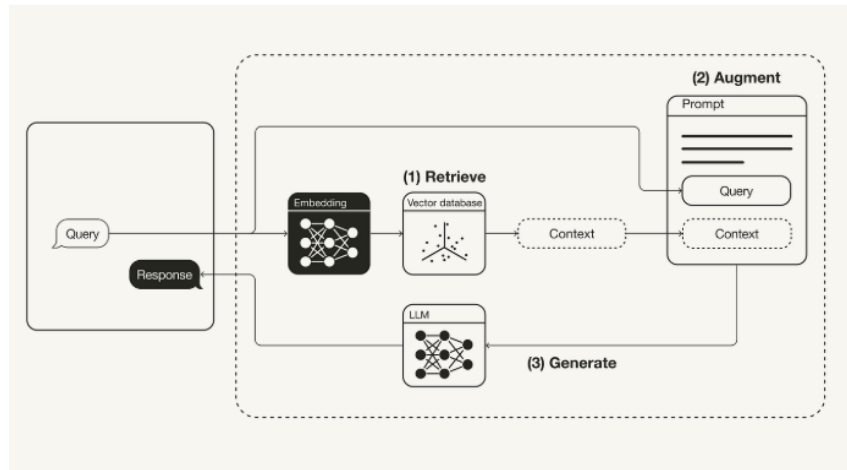 (2) Augment
Prompt
(1) Retrieve
Query
Embedding
Vector database
Query
Context
Context
Response
LLM
(3) Generate